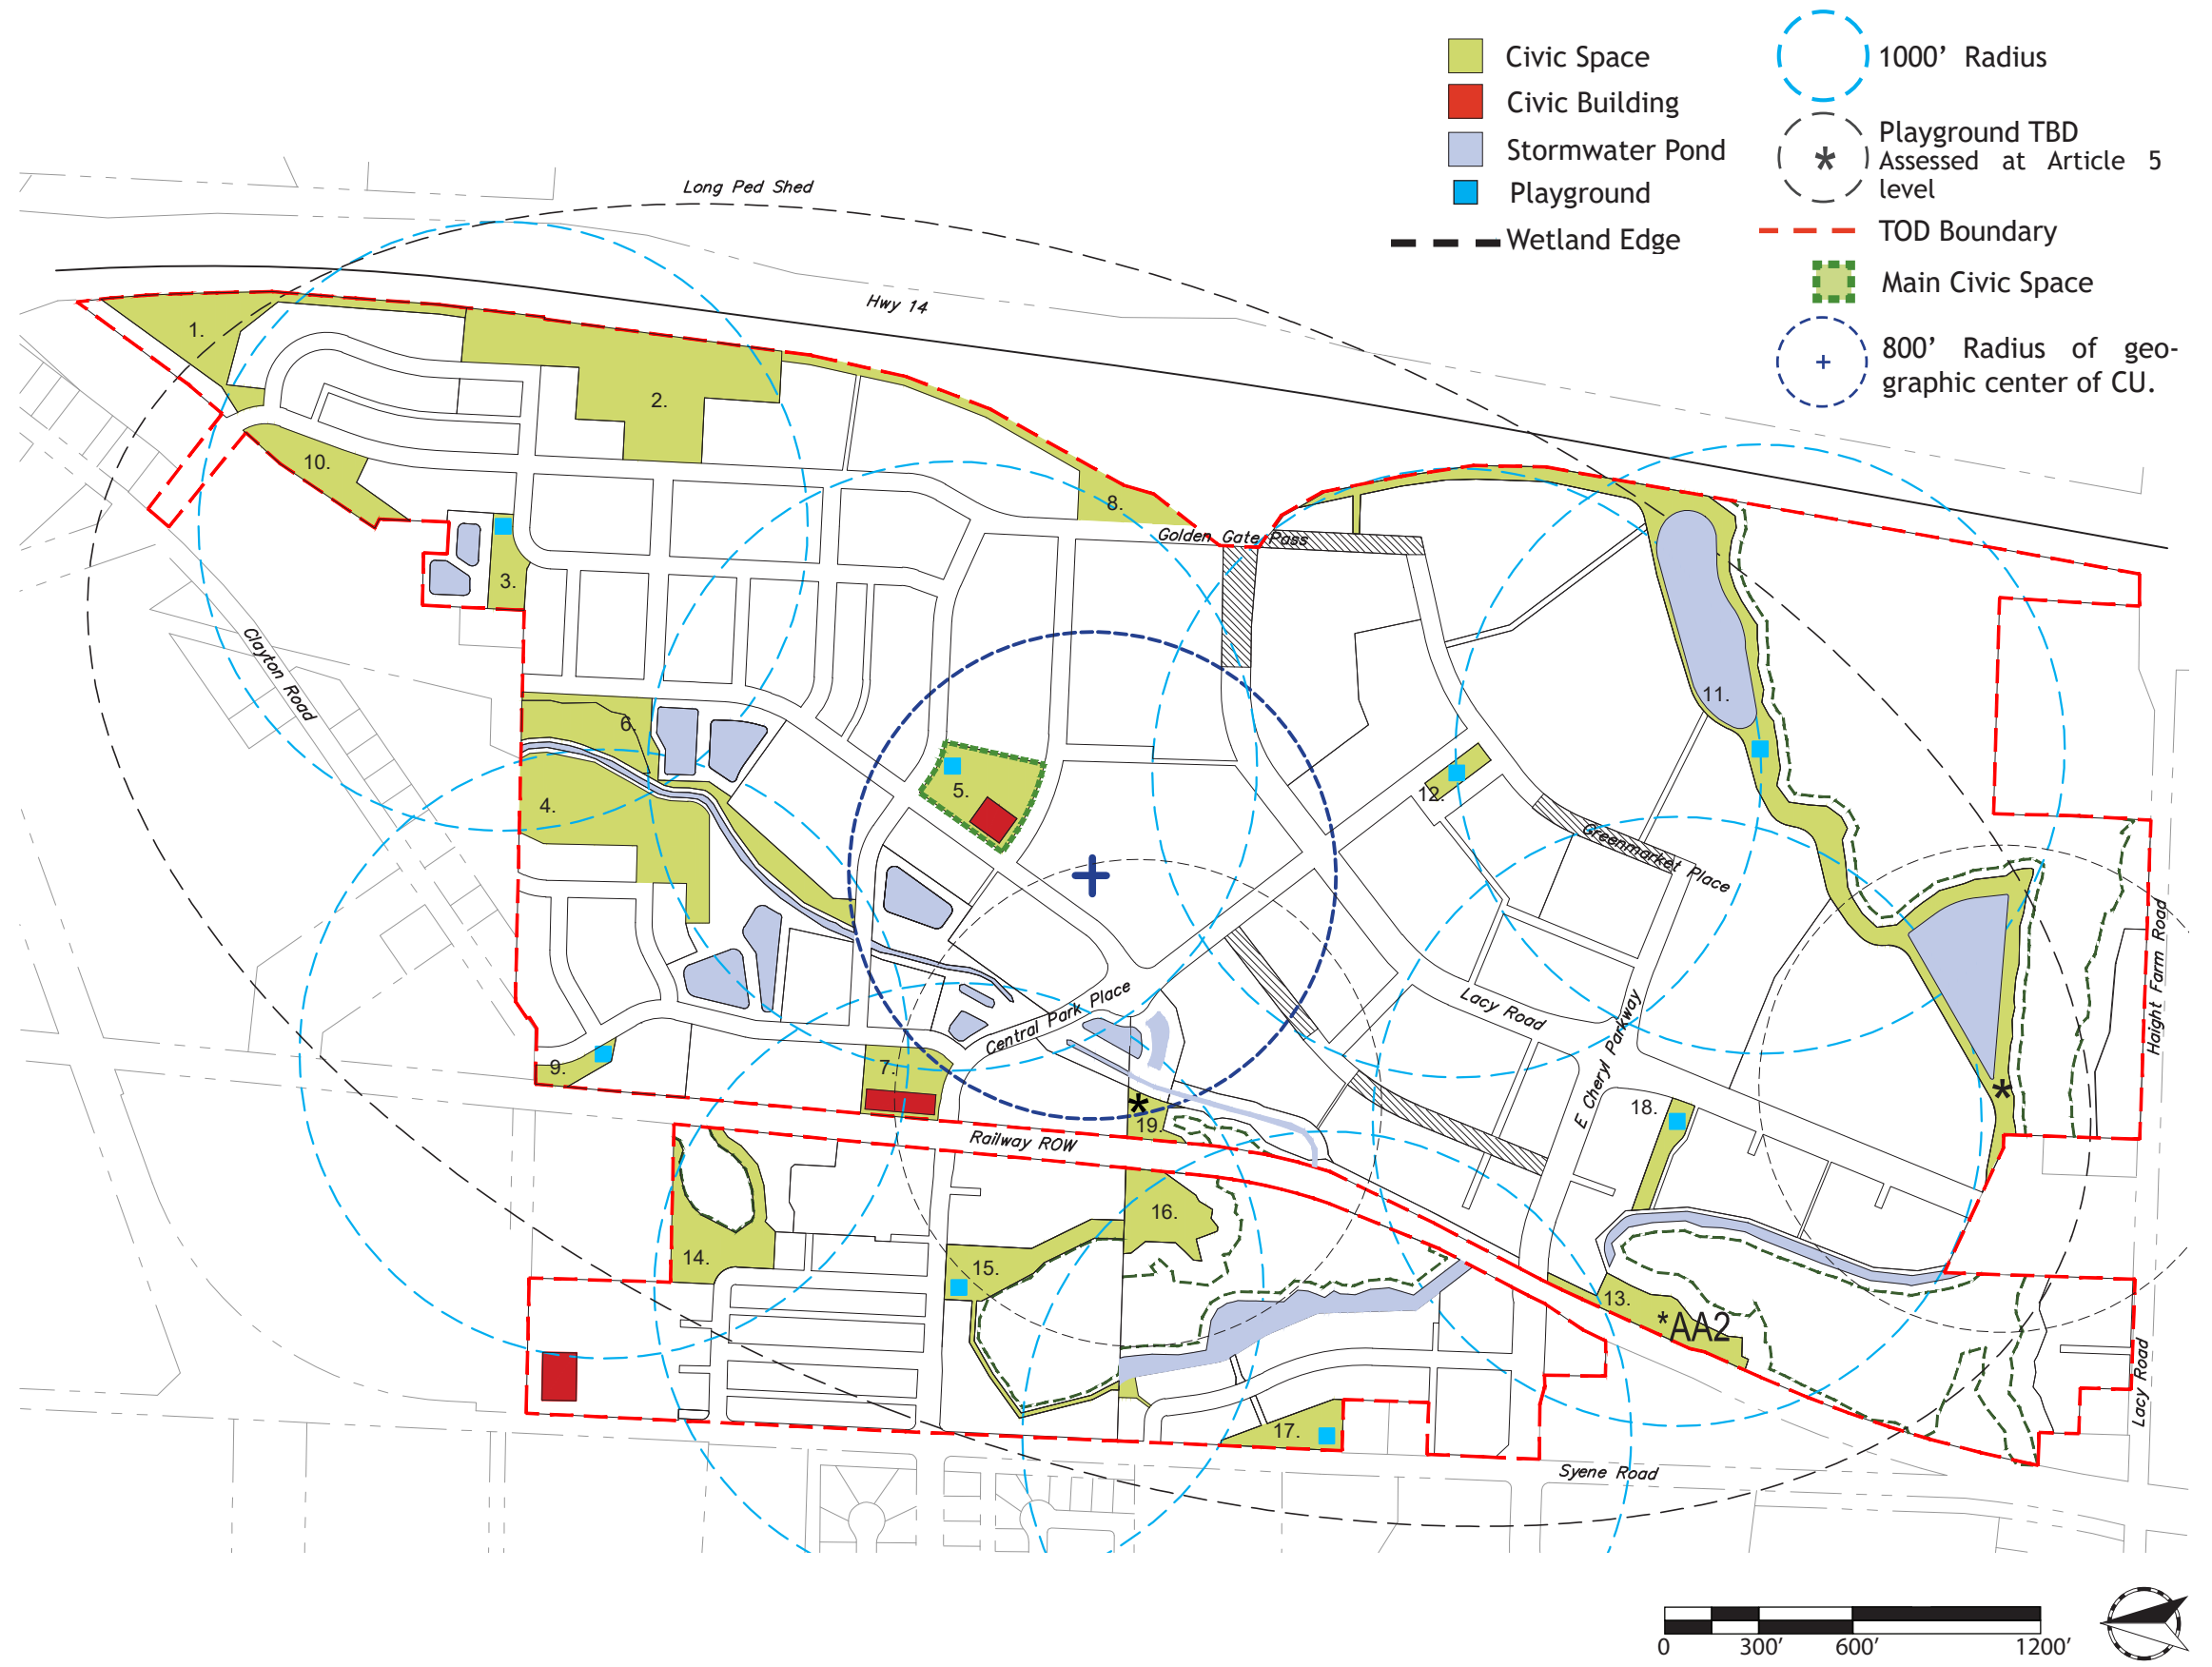 Civic Space
Civic Building
Stormwater Pond
Playground
Wetland Edge
1000’ Radius
*
Playground TBD
Assessed at Article 5
level
TOD Boundary
Main Civic Space
800’ Radius of geo-
graphic center of CU.
Long Ped Shed
Hwy 14
1.
2.
10.
8.
Golden Gate Pass
3.
Clayton Road
6.
4.
5.
11.
12.
Greenmarket Place
Haight Farm Road
Central Park Place
Lacy Road
E Cheryl Parkway
9.
7.
*
19.
18.
*
Railway ROW
14.
15.
16.
13.
*AA2
17.
Lacy Road
Syene Road
0 300’ 600’ 1200’